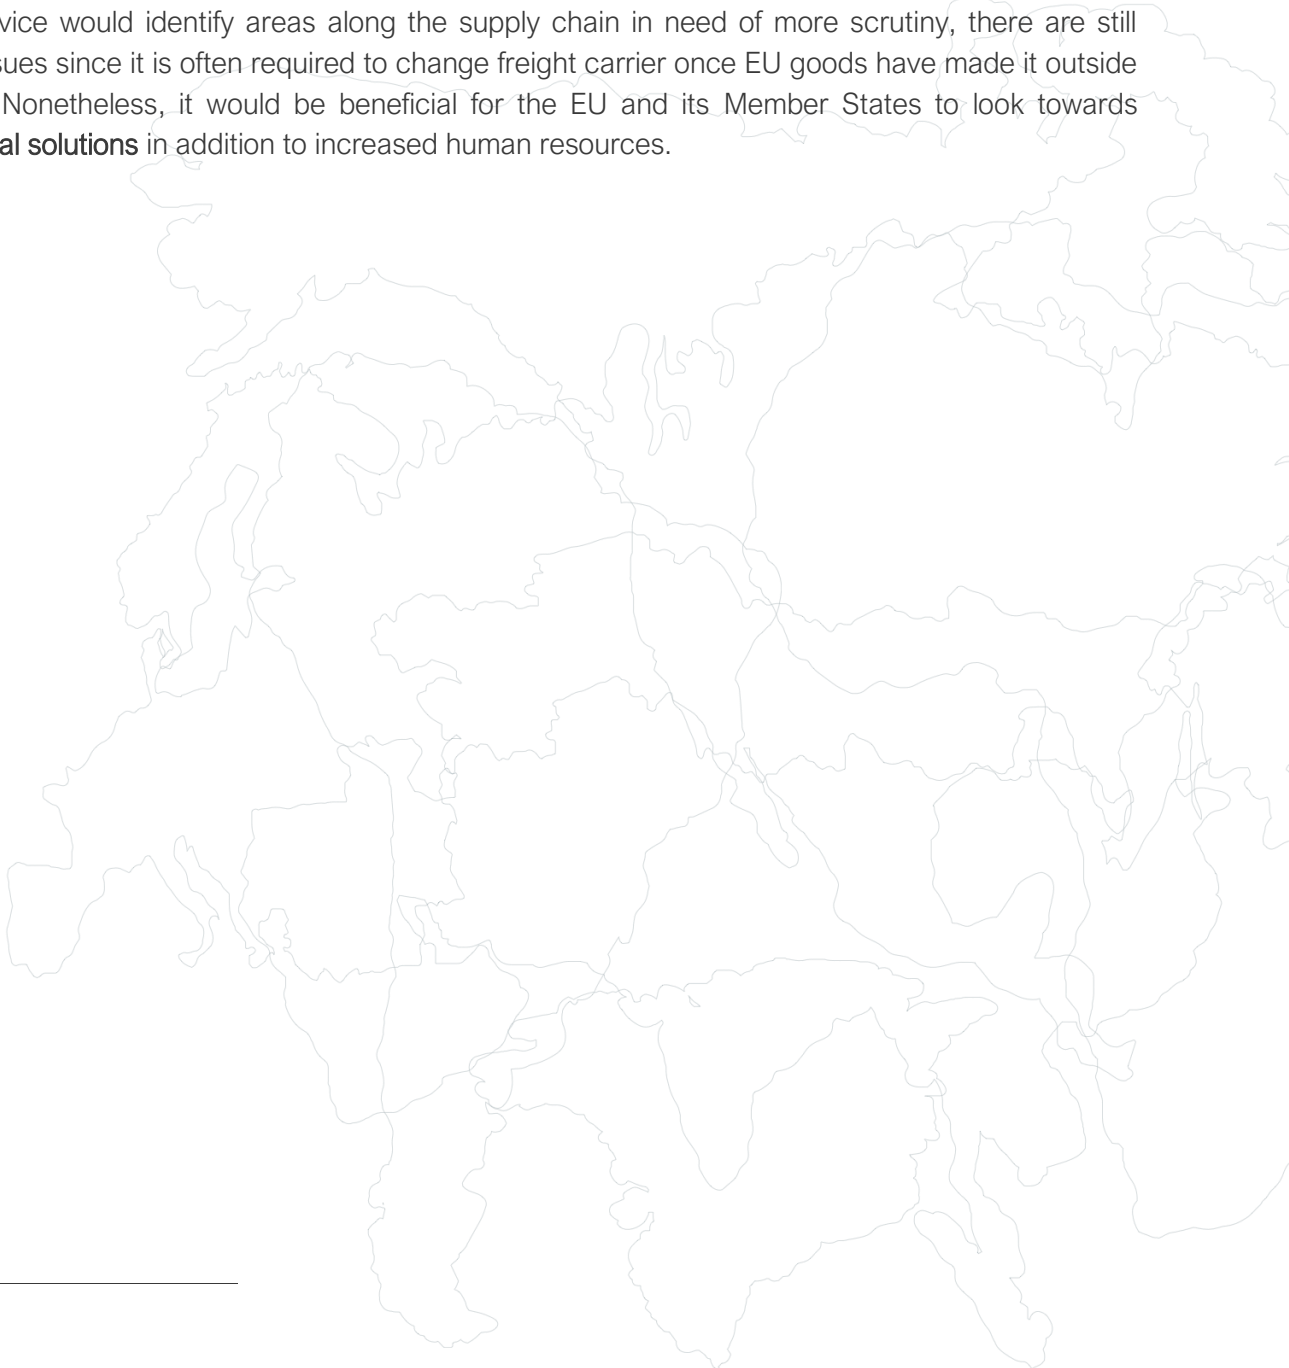 vice would identify areas along the supply chain in need of more scrutiny, there are still
sues since it is often required to change freight carrier once EU goods have made it outside
Nonetheless, it would be beneficial for the EU and its Member States to look towards
al solutions in addition to increased human resources.